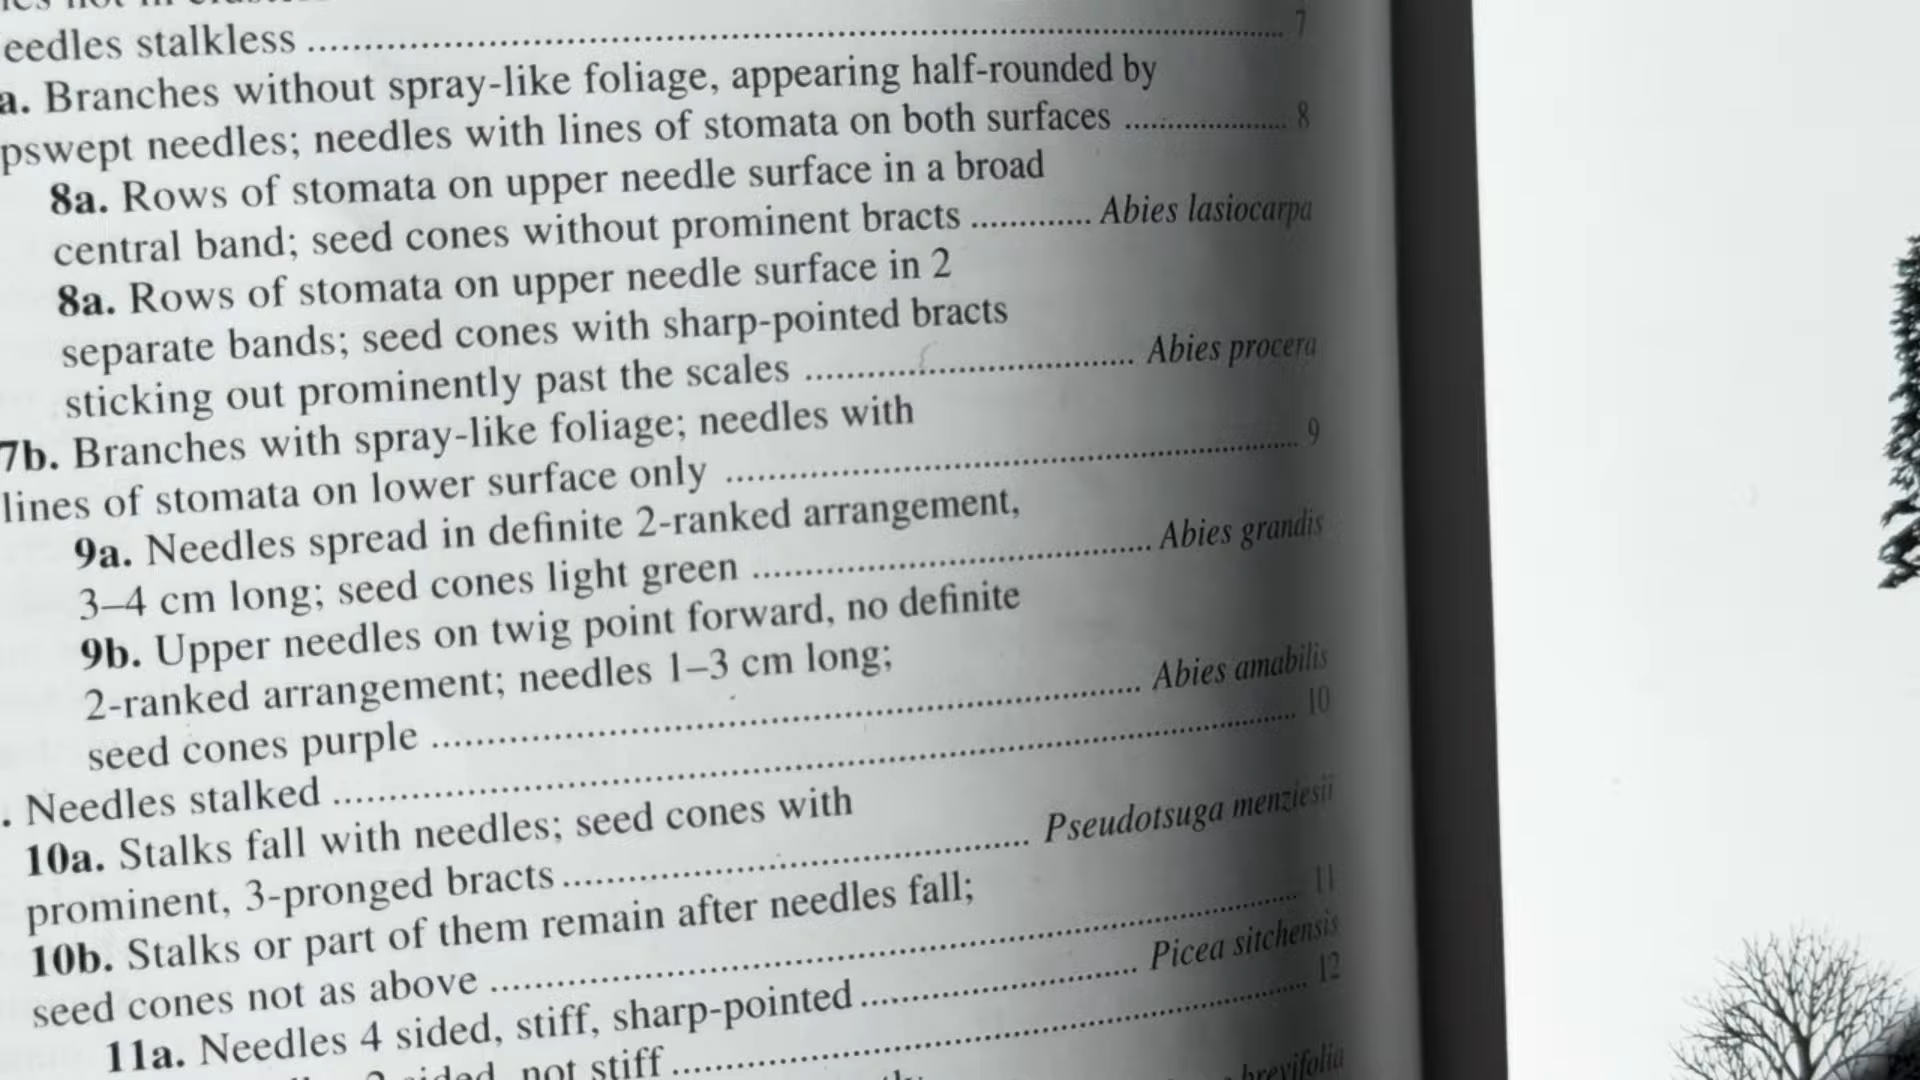 eedles stalkless .......... 7
a. Branches without spray-like foliage, appearing half-rounded by
pswept needles; needles with lines of stomata on both surfaces .......... 8
8a. Rows of stomata on upper needle surface in a broad
central band; seed cones without prominent bracts .......... Abies lasiocarpa
8a. Rows of stomata on upper needle surface in 2
separate bands; seed cones with sharp-pointed bracts
sticking out prominently past the scales .......... Abies procera
7b. Branches with spray-like foliage; needles with
lines of stomata on lower surface only .......... 9
9a. Needles spread in definite 2-ranked arrangement,
3–4 cm long; seed cones light green .......... Abies grandis
9b. Upper needles on twig point forward, no definite
2-ranked arrangement; needles 1–3 cm long;
seed cones purple .......... Abies amabilis
. Needles stalked .......... 10
10a. Stalks fall with needles; seed cones with
prominent, 3-pronged bracts .......... Pseudotsuga menziesii
10b. Stalks or part of them remain after needles fall;
seed cones not as above .......... 11
11a. Needles 4 sided, stiff, sharp-pointed .......... Picea sitchensis
not stiff .......... 12
brevifolia